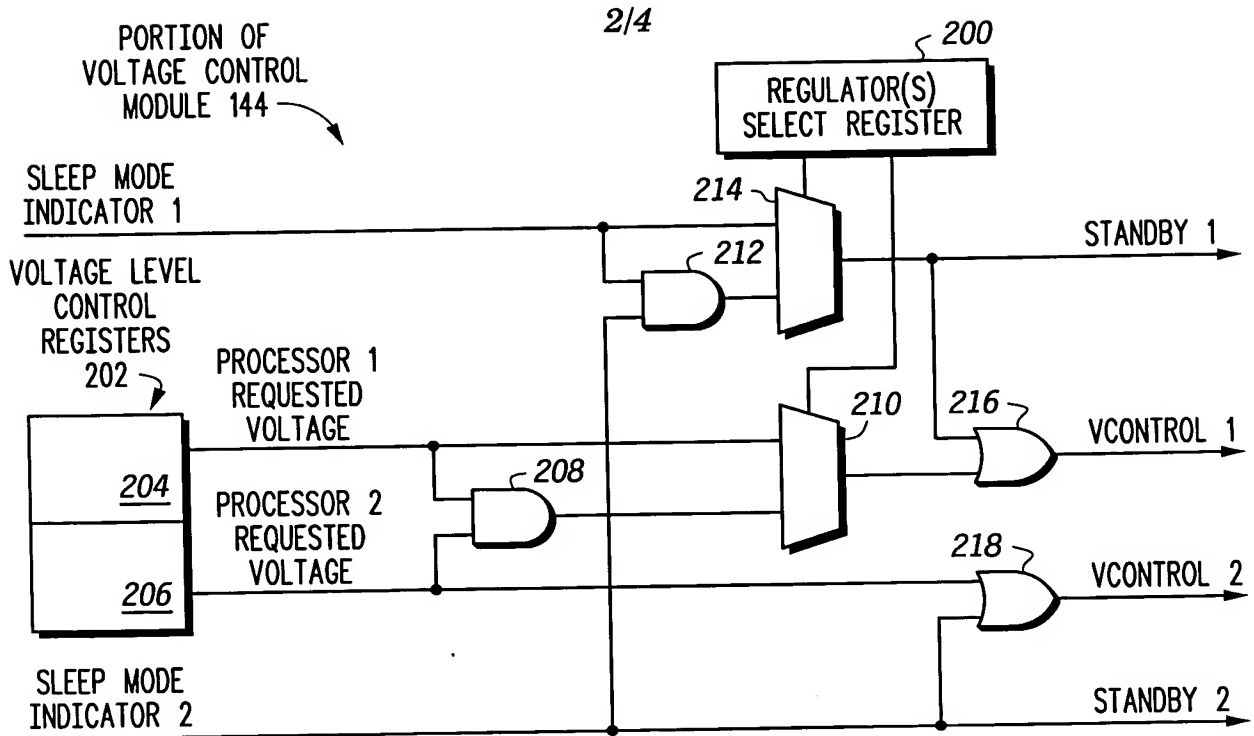 2/4
PORTION OF
VOLTAGE CONTROL
MODULE 144
200
REGULATOR(S)
SELECT REGISTER
SLEEP MODE
INDICATOR 1
214
212
STANDBY 1
VOLTAGE LEVEL
CONTROL
REGISTERS
202
PROCESSOR 1
REQUESTED
VOLTAGE
210
216
VCONTROL 1
204
208
PROCESSOR 2
REQUESTED
VOLTAGE
206
218
VCONTROL 2
SLEEP MODE
INDICATOR 2
STANDBY 2